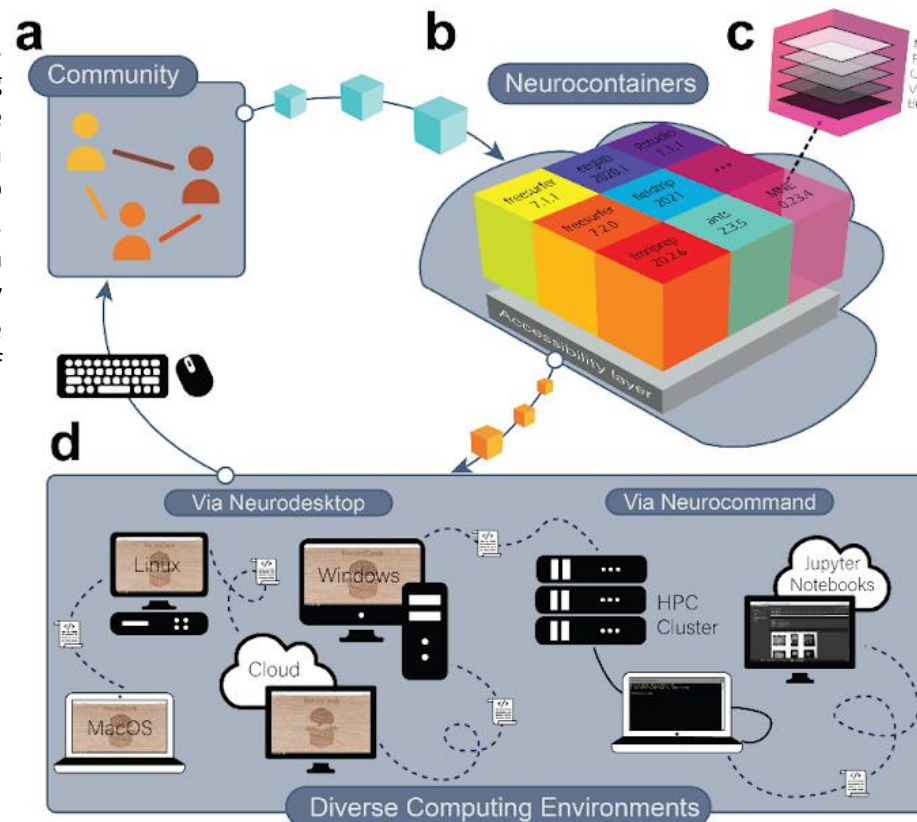 a
Community
b
Neurocontainers
c
freesurfer
7.1.1
eeglab
2020.1
rstudio
1.1.1
freesurfer
7.2.0
fieldtrip
2021
...
fmriprep
20.2.6
ants
2.3.5
MNE
0.23.4
Accessibility layer
d
Via Neurodesktop
Via Neurocommand
Linux
Windows
MacOS
Cloud
HPC
Cluster
Jupyter
Notebooks
Diverse Computing Environments